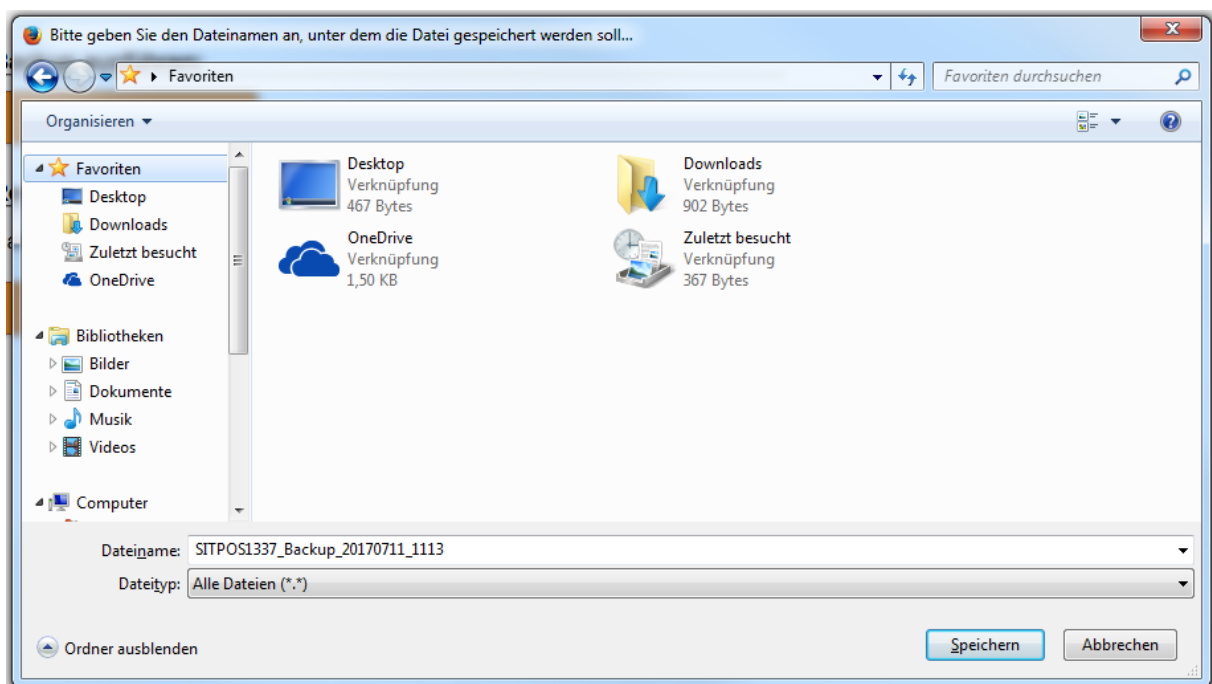 Bitte geben Sie den Dateinamen an, unter dem die Datei gespeichert werden soll...
Favoriten
Favoriten durchsuchen
Organisieren
Favoriten
Desktop
Downloads
Zuletzt besucht
OneDrive
Bibliotheken
Bilder
Dokumente
Musik
Videos
Computer
Desktop
Verknüpfung
467 Bytes
Downloads
Verknüpfung
902 Bytes
OneDrive
Verknüpfung
1,50 KB
Zuletzt besucht
Verknüpfung
367 Bytes
Dateiname: SITPOS1337_Backup_20170711_1113
Dateityp: Alle Dateien (*.*)
Ordner ausblenden
Speichern
Abbrechen